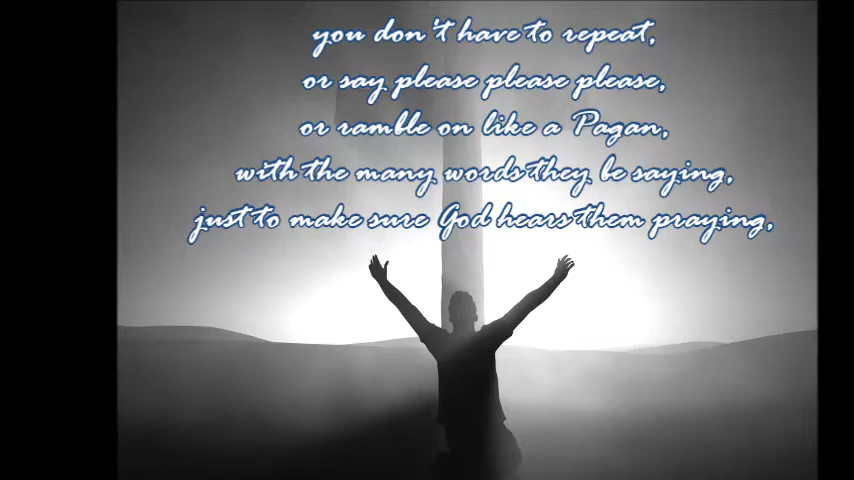 you don't have to repeat,
or say please please please,
or ramble on like a Pagan,
with the many words they be saying,
just to make sure God hears them praying,